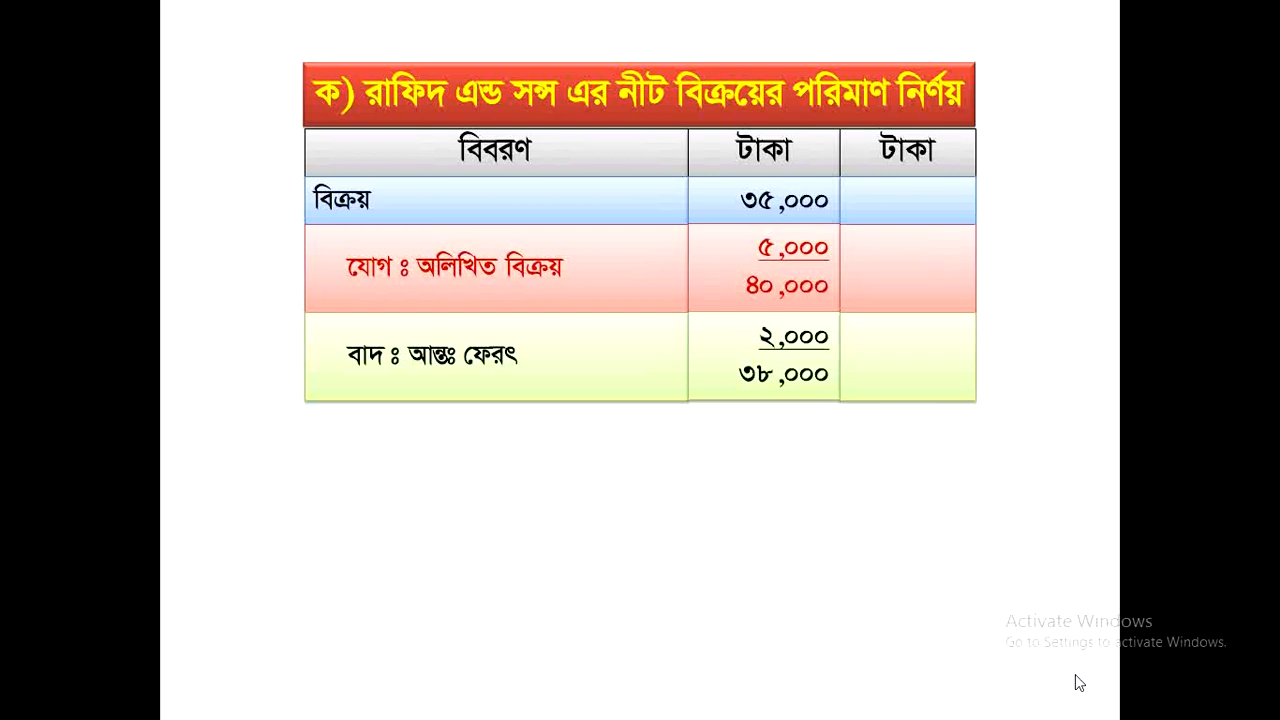 ক) রাফিদ এন্ড সন্স এর নীট বিক্রয়ের পরিমাণ নির্ণয়
বিবরণ টাকা টাকা
বিক্রয় ৩৫,০০০
যোগ ঃ অলিখিত বিক্রয় ৫,০০০
৪০,০০০
বাদ ঃ আন্তঃ ফেরৎ ২,০০০
৩৮,০০০
Activate Windows
Go to Settings to activate Windows.